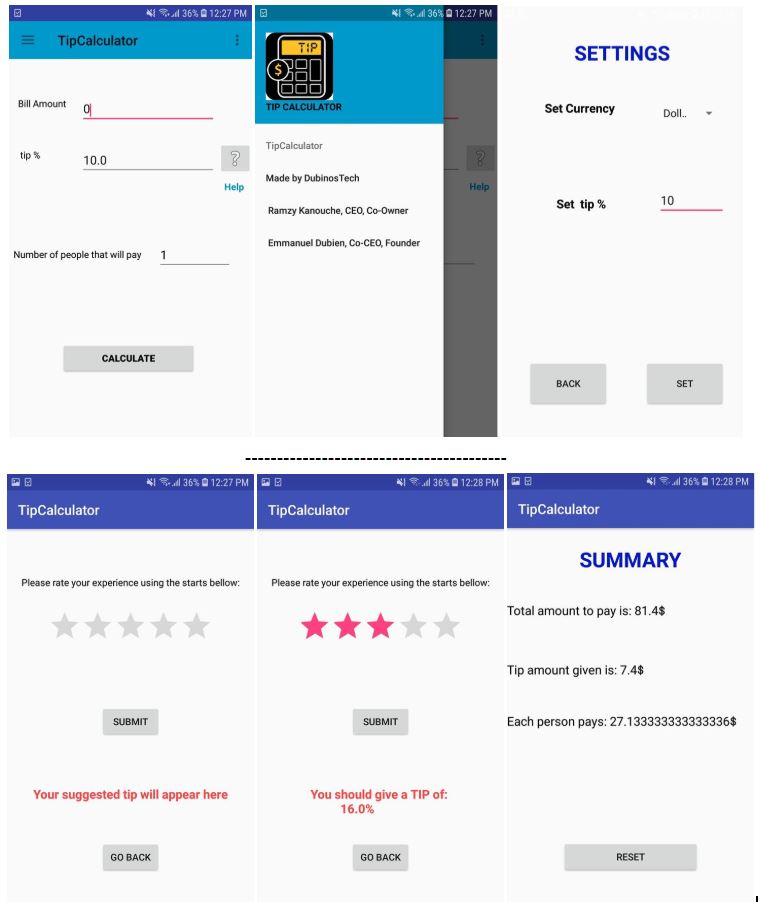 36% 12:27 PM
TipCalculator
Bill Amount
0
tip %
10.0
?
Help
Number of people that will pay
1
CALCULATE
36% 12:27 PM
TIP
$
TIP CALCULATOR
TipCalculator
Made by DubinosTech
Ramzy Kanouche, CEO, Co-Owner
Emmanuel Dubien, Co-CEO, Founder
?
Help
SETTINGS
Set Currency
Doll..
Set tip %
10
BACK
SET
----------------------------------------
36% 12:27 PM
TipCalculator
Please rate your experience using the starts bellow:
SUBMIT
Your suggested tip will appear here
GO BACK
36% 12:28 PM
TipCalculator
Please rate your experience using the starts bellow:
SUBMIT
You should give a TIP of:
16.0%
GO BACK
36% 12:28 PM
TipCalculator
SUMMARY
Total amount to pay is: 81.4$
Tip amount given is: 7.4$
Each person pays: 27.133333333333336$
RESET